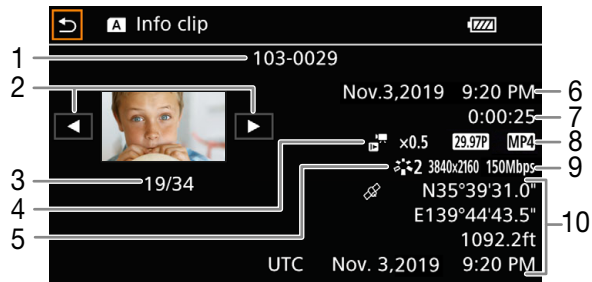 A Info clip
1 103-0029
2 Nov.3,2019 9:20 PM 6
0:00:25 7
×0.5 29.97P MP4 8
2 3840x2160 150Mbps 9
3 19/34
4 N35°39'31.0"
E139°44'43.5" 10
5 1092.2ft
UTC Nov. 3,2019 9:20 PM